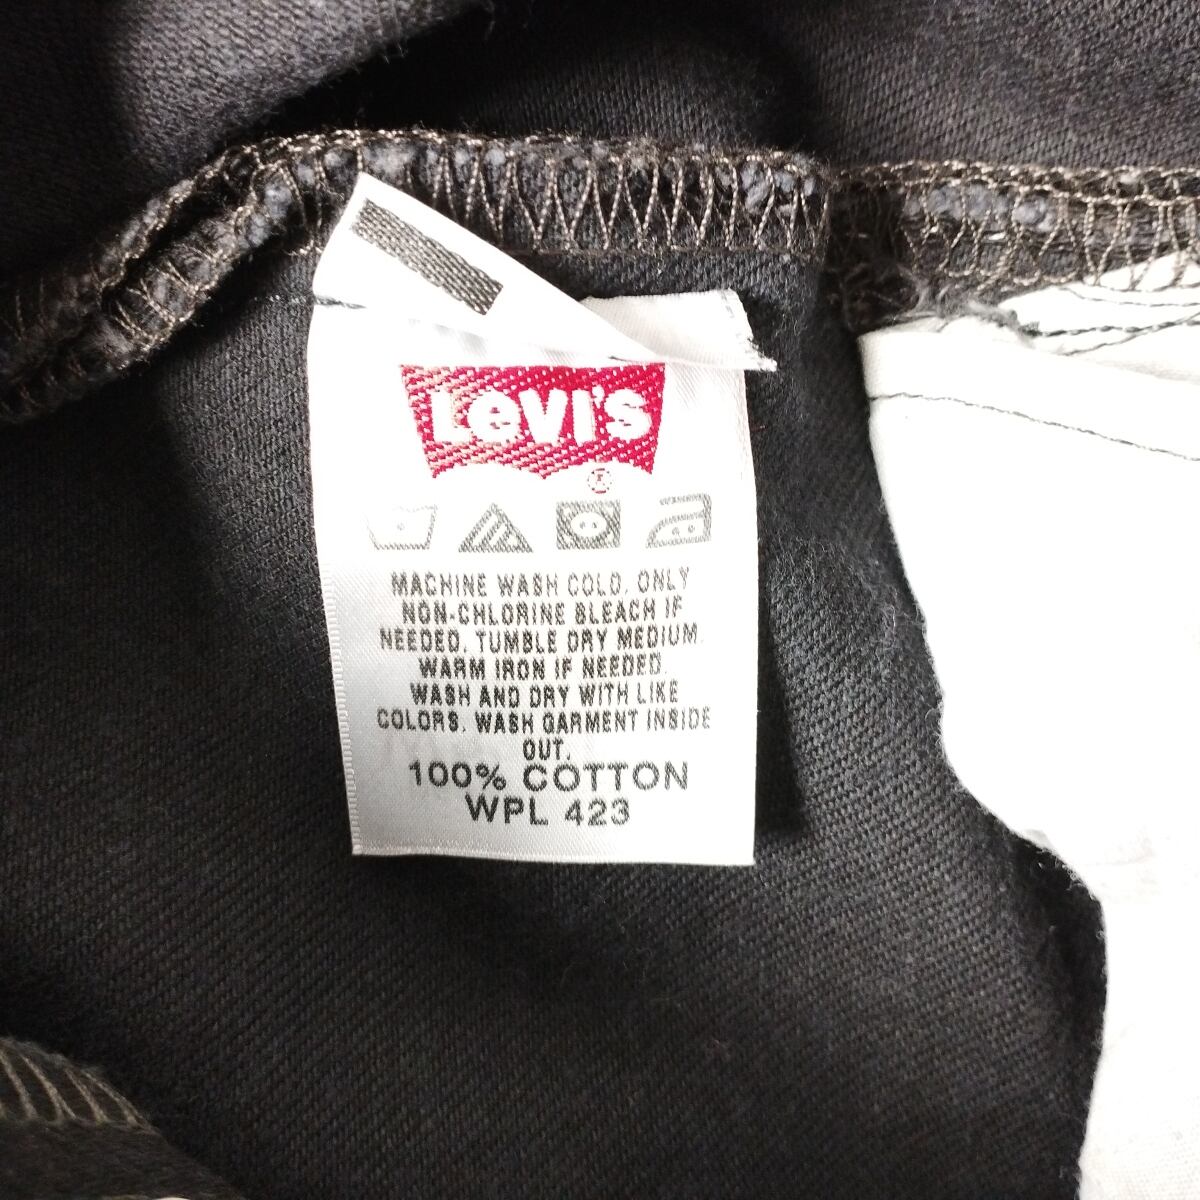 Levi's
MACHINE WASH COLD, ONLY
NON-CHLORINE BLEACH IF
NEEDED. TUMBLE DRY MEDIUM.
WARM IRON IF NEEDED.
WASH AND DRY WITH LIKE
COLORS. WASH GARMENT INSIDE
OUT.
100% COTTON
WPL 423